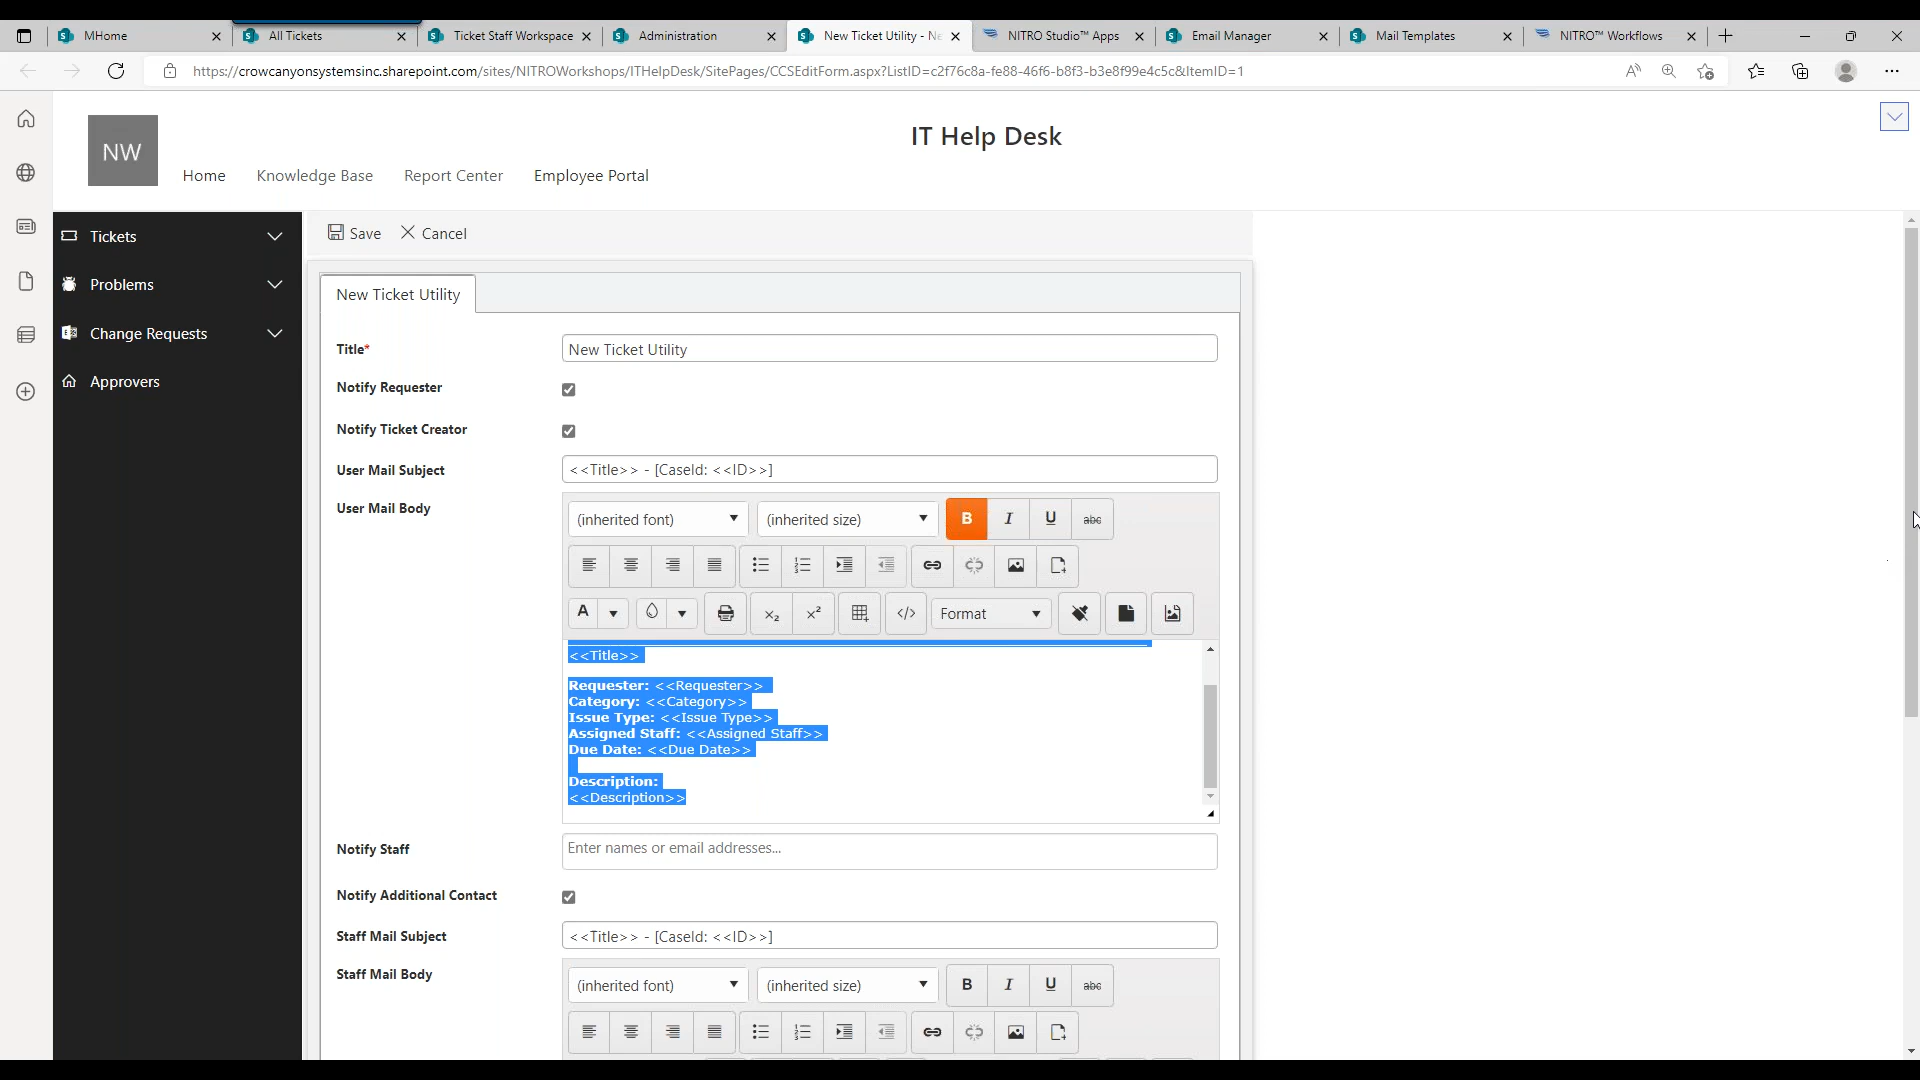 MHome
All Tickets
Ticket Staff Workspace
Administration
New Ticket Utility - Ne
NITRO Studio™ Apps
Email Manager
Mail Templates
NITRO™ Workflows
https://crowcanyonsystemsinc.sharepoint.com/sites/NITROWorkshops/ITHelpDesk/SitePages/CCSEditForm.aspx?ListID=c2f76c8a-fe88-46f6-b8f3-b3e8f99e4c5c&ItemID=1
NW
IT Help Desk
Home
Knowledge Base
Report Center
Employee Portal
Tickets
Problems
Change Requests
Approvers
Save
Cancel
New Ticket Utility
Title*
New Ticket Utility
Notify Requester
Notify Ticket Creator
User Mail Subject
<<Title>> - [CaseId: <<ID>>]
User Mail Body
(inherited font)
(inherited size)
B
I
U
abc
A
x₂
x²
</>
Format
<<Title>>
Requester: <<Requester>>
Category: <<Category>>
Issue Type: <<Issue Type>>
Assigned Staff: <<Assigned Staff>>
Due Date: <<Due Date>>
Description:
<<Description>>
Notify Staff
Enter names or email addresses...
Notify Additional Contact
Staff Mail Subject
<<Title>> - [CaseId: <<ID>>]
Staff Mail Body
(inherited font)
(inherited size)
B
I
U
abc